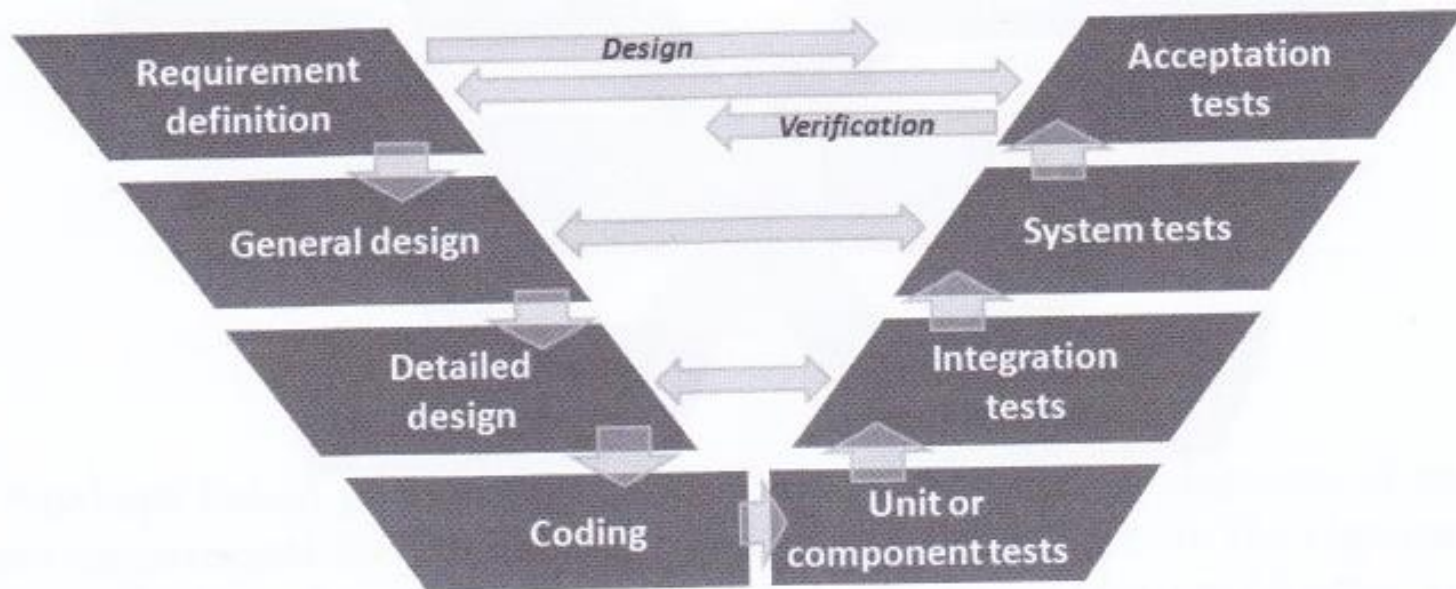 Requirement
definition
Design
Verification
Acceptation
tests
General design
System tests
Detailed
design
Integration
tests
Coding
Unit or
component tests